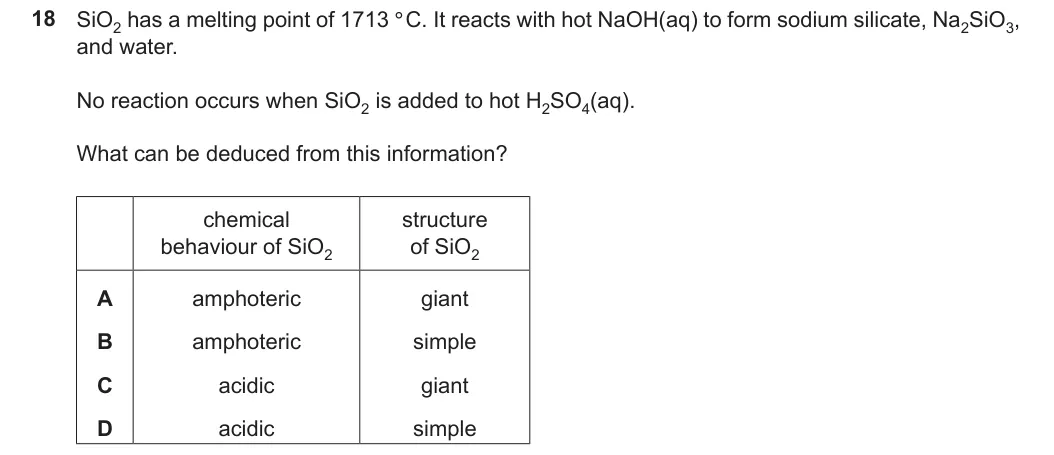 18 SiO₂ has a melting point of 1713 °C. It reacts with hot NaOH(aq) to form sodium silicate, Na₂SiO₃,
and water.
No reaction occurs when SiO₂ is added to hot H₂SO₄(aq).
What can be deduced from this information?
chemical behaviour of SiO₂ structure of SiO₂
A amphoteric giant
B amphoteric simple
C acidic giant
D acidic simple